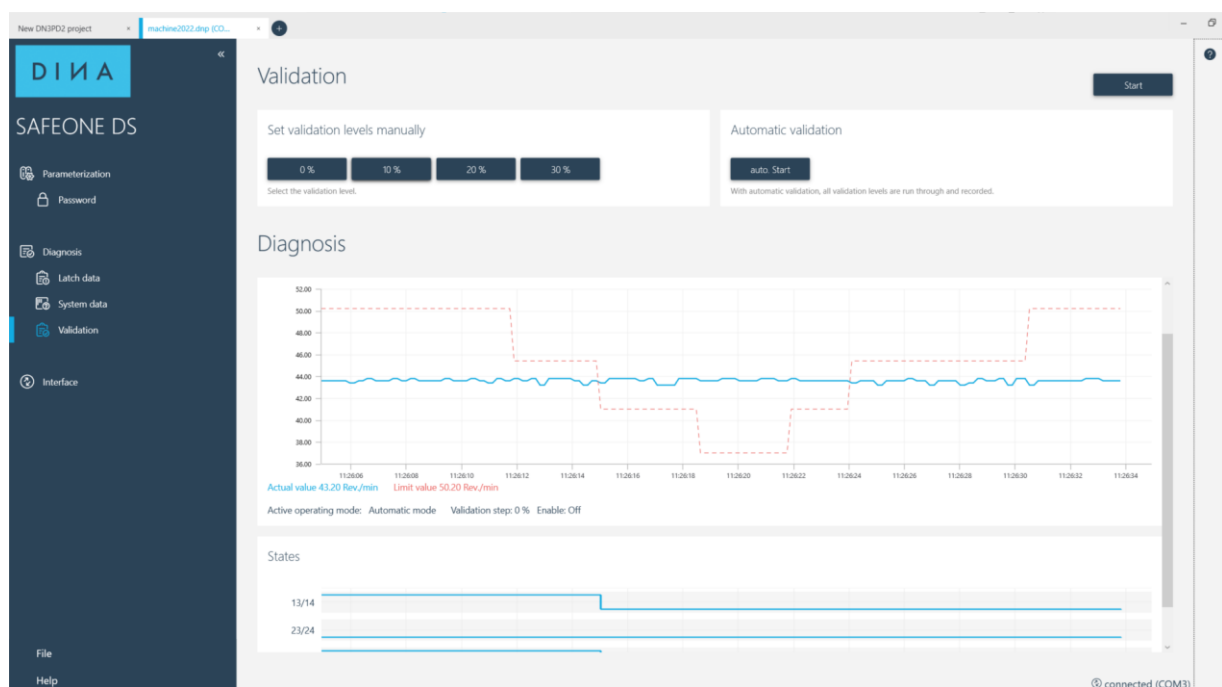 New DN3PD2 project ×
machine2022.dnp (CO... ×
DINA
«
SAFEONE DS
Parameterization
Password
Diagnosis
Latch data
System data
Validation
Interface
File
Help
Validation
Start
Set validation levels manually
0 % 10 % 20 % 30 %
Select the validation level.
Automatic validation
auto. Start
With automatic validation, all validation levels are run through and recorded.
Diagnosis
52.00
50.00
48.00
46.00
44.00
42.00
40.00
38.00
36.00
11:26:06 11:26:08 11:26:10 11:26:12 11:26:14 11:26:16 11:26:18 11:26:20 11:26:22 11:26:24 11:26:26 11:26:28 11:26:30 11:26:32 11:26:34
Actual value 43.20 Rev./min Limit value 50.20 Rev./min
Active operating mode: Automatic mode Validation step: 0 % Enable: Off
States
13/14
23/24
connected (COM3)